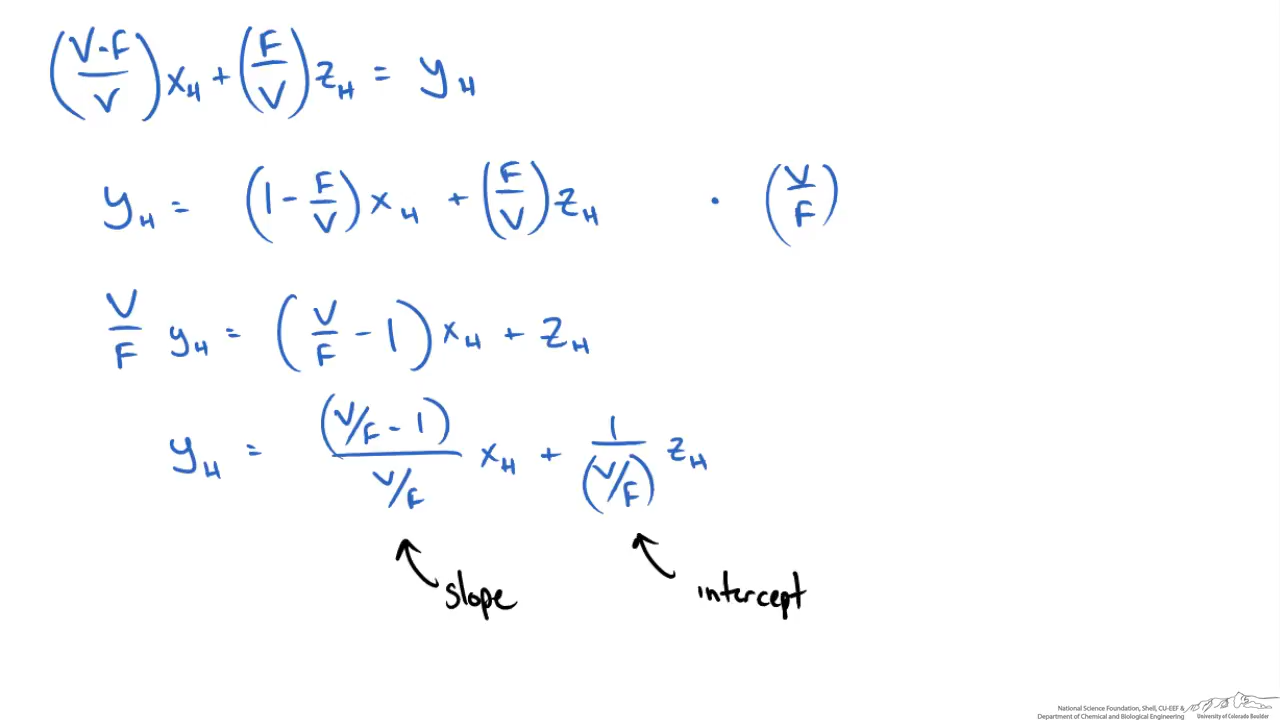 (V-F/V) x_H + (F/V) z_H = y_H
y_H = (1 - F/V) x_H + (F/V) z_H · (V/F)
V/F y_H = (V/F - 1) x_H + z_H
y_H = (V/F - 1)/(V/F) x_H + 1/(V/F) z_H
slope
intercept
National Science Foundation, Shell, CU-EEF &
Department of Chemical and Biological Engineering
University of Colorado Boulder